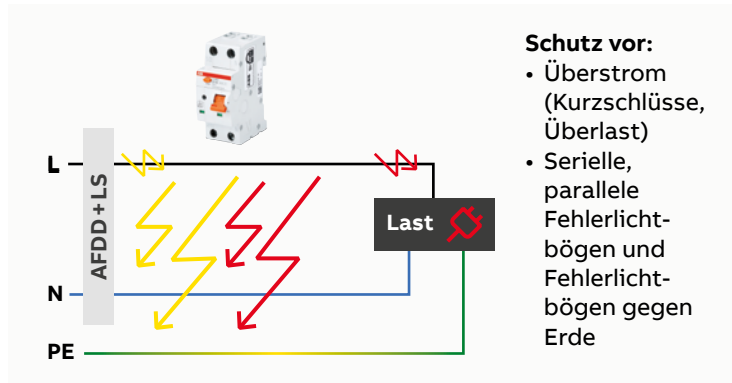 Schutz vor:
• Überstrom
(Kurzschlüsse,
Überlast)
• Serielle,
parallele
Fehlerlicht-
bögen und
Fehlerlicht-
bögen gegen
Erde
L
AFDD+LS
Last
N
PE